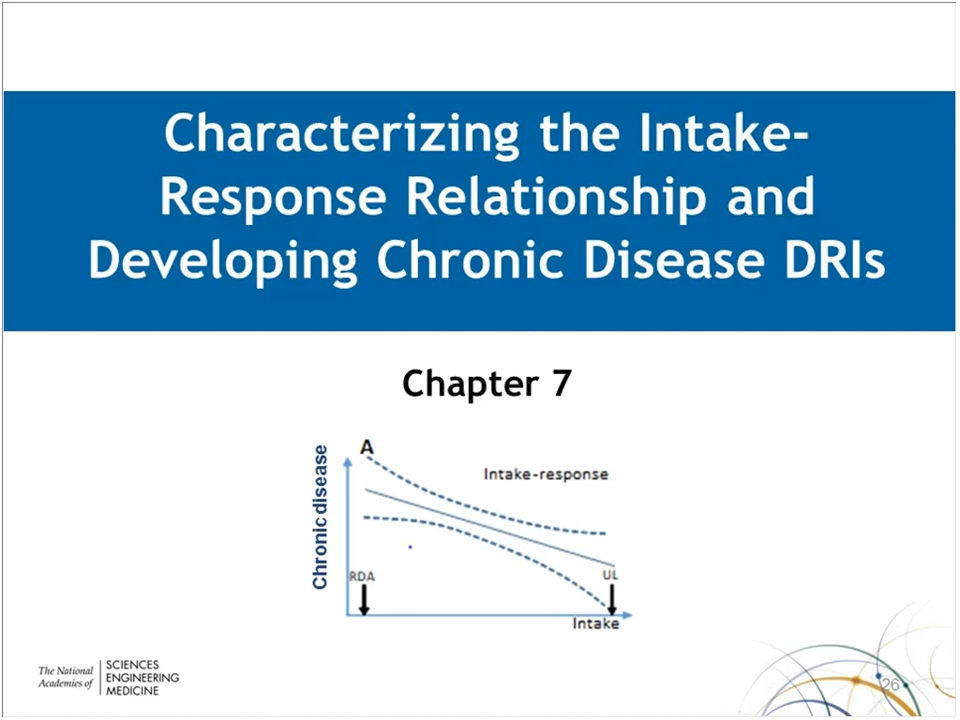 Characterizing the Intake-
Response Relationship and
Developing Chronic Disease DRIs
Chapter 7
A
Intake-response
Chronic disease
RDA
UL
Intake
The National
Academies of
SCIENCES
ENGINEERING
MEDICINE
26